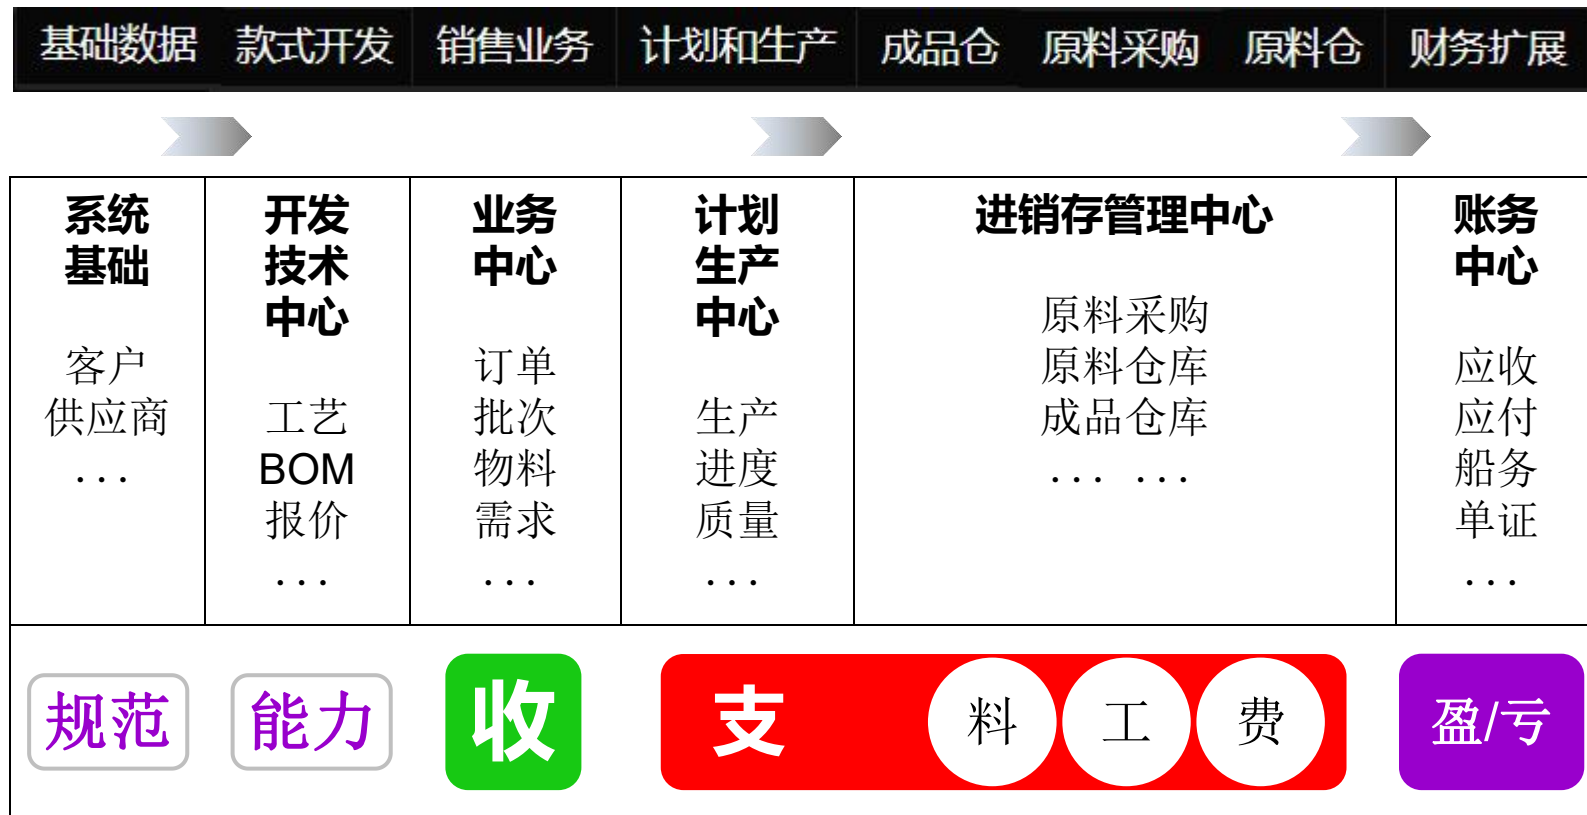 基础数据 款式开发 销售业务 计划和生产 成品仓 原料采购 原料仓 财务扩展
系统
基础
客户
供应商
...
开发
技术
中心
工艺
BOM
报价
...
业务
中心
订单
批次
物料
需求
...
计划
生产
中心
生产
进度
质量
...
进销存管理中心
原料采购
原料仓库
成品仓库
... ...
账务
中心
应收
应付
船务
单证
...
规范 能力 收 支 料 工 费 盈/亏